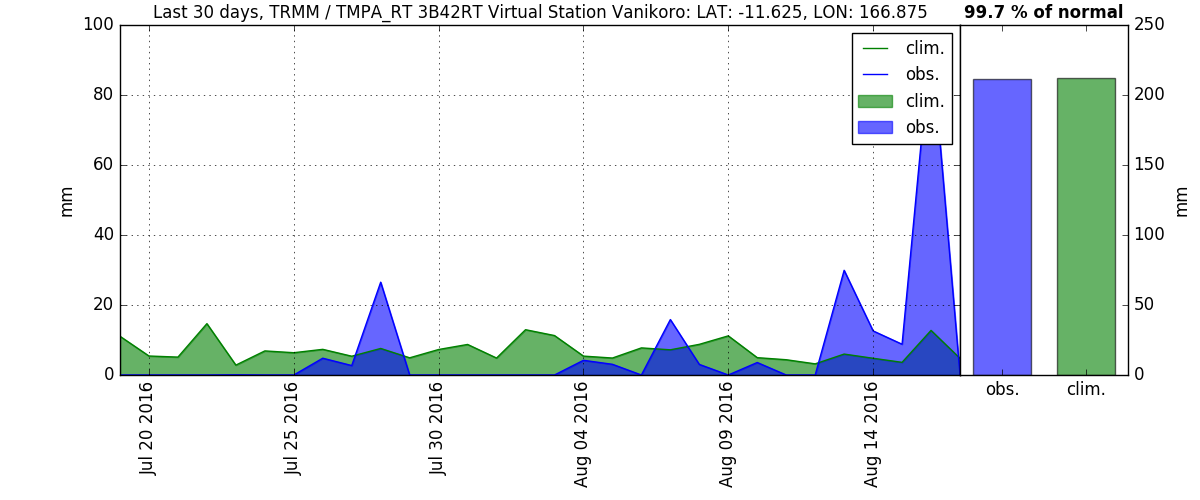 Last 30 days, TRMM / TMPA_RT 3B42RT Virtual Station Vanikoro: LAT: -11.625, LON: 166.875
99.7 % of normal
100
80
60
40
20
0
mm
clim.
obs.
clim.
obs.
250
200
150
100
50
0
mm
Jul 20 2016
Jul 25 2016
Jul 30 2016
Aug 04 2016
Aug 09 2016
Aug 14 2016
obs.
clim.